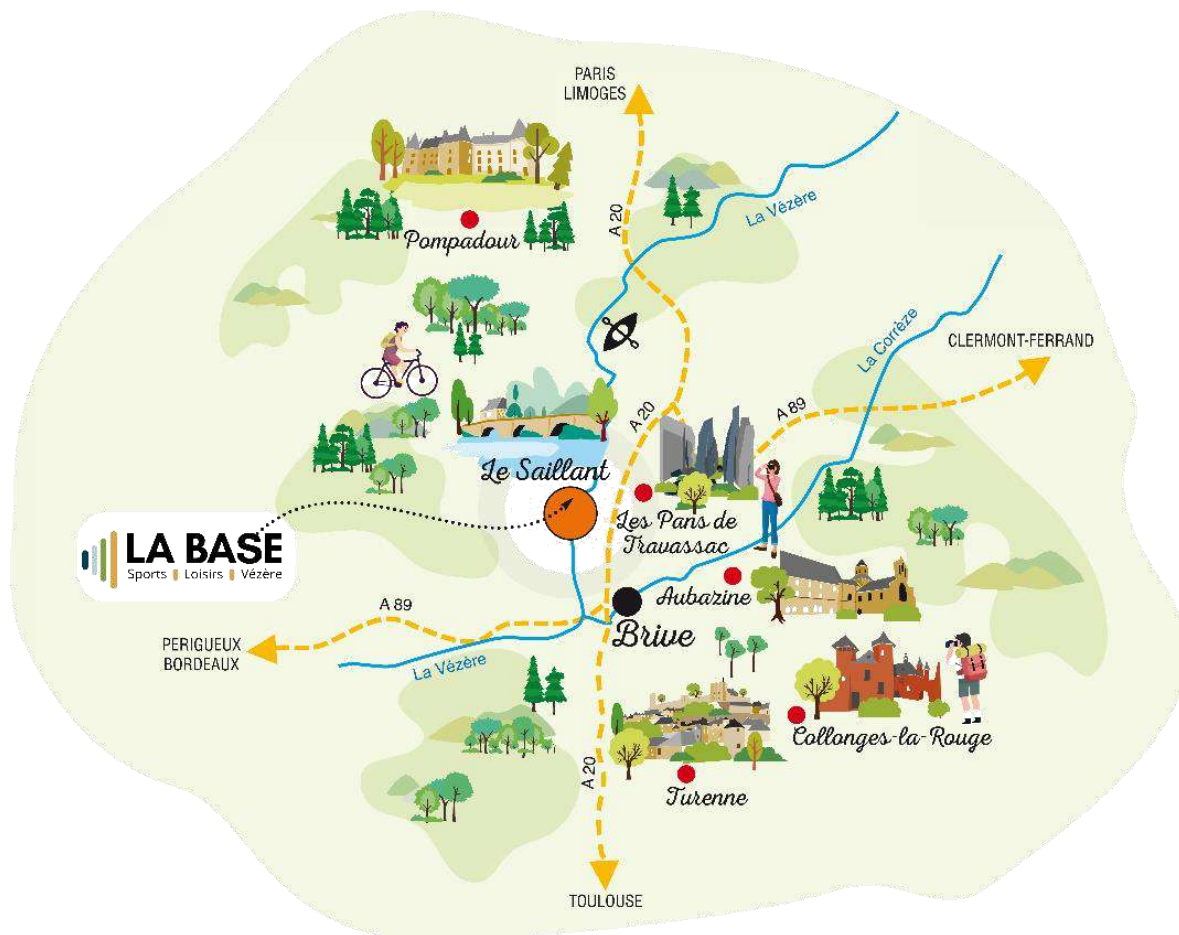 PARIS
LIMOGES
La Vézère
A 20
Pompadour
La Corrèze
CLERMONT-FERRAND
A 20
A 89
Le Saillant
Les Pans de
Travassac
LA BASE
Sports Loisirs Vézère
Aubazine
A 89
Brive
PERIGUEUX
BORDEAUX
La Vézère
Collonges-la-Rouge
A 20
Turenne
TOULOUSE